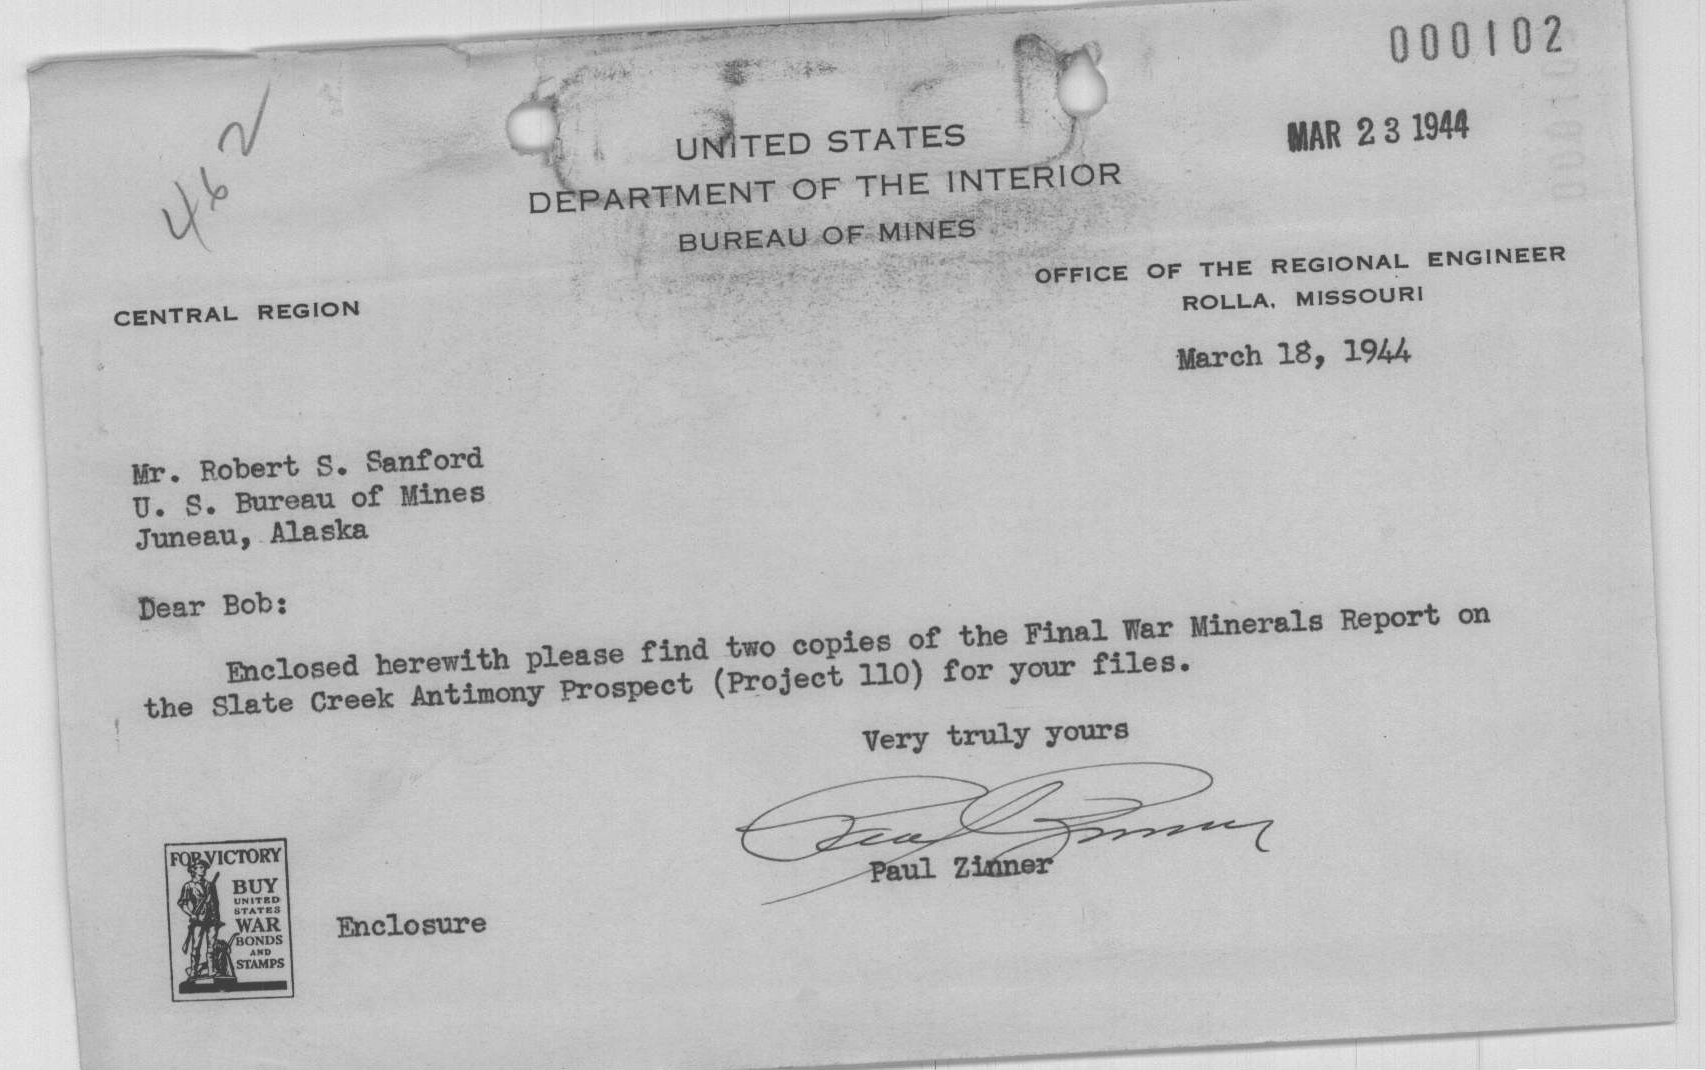 000102
462
MAR 23 1944
UNITED STATES
DEPARTMENT OF THE INTERIOR
BUREAU OF MINES
CENTRAL REGION
OFFICE OF THE REGIONAL ENGINEER
ROLLA, MISSOURI
March 18, 1944
Mr. Robert S. Sanford
U. S. Bureau of Mines
Juneau, Alaska
Dear Bob:
Enclosed herewith please find two copies of the Final War Minerals Report on
the Slate Creek Antimony Prospect (Project 110) for your files.
Very truly yours
Paul Zinner
Paul Zinner
FOR VICTORY
BUY
UNITED
STATES
WAR
BONDS
AND
STAMPS
Enclosure